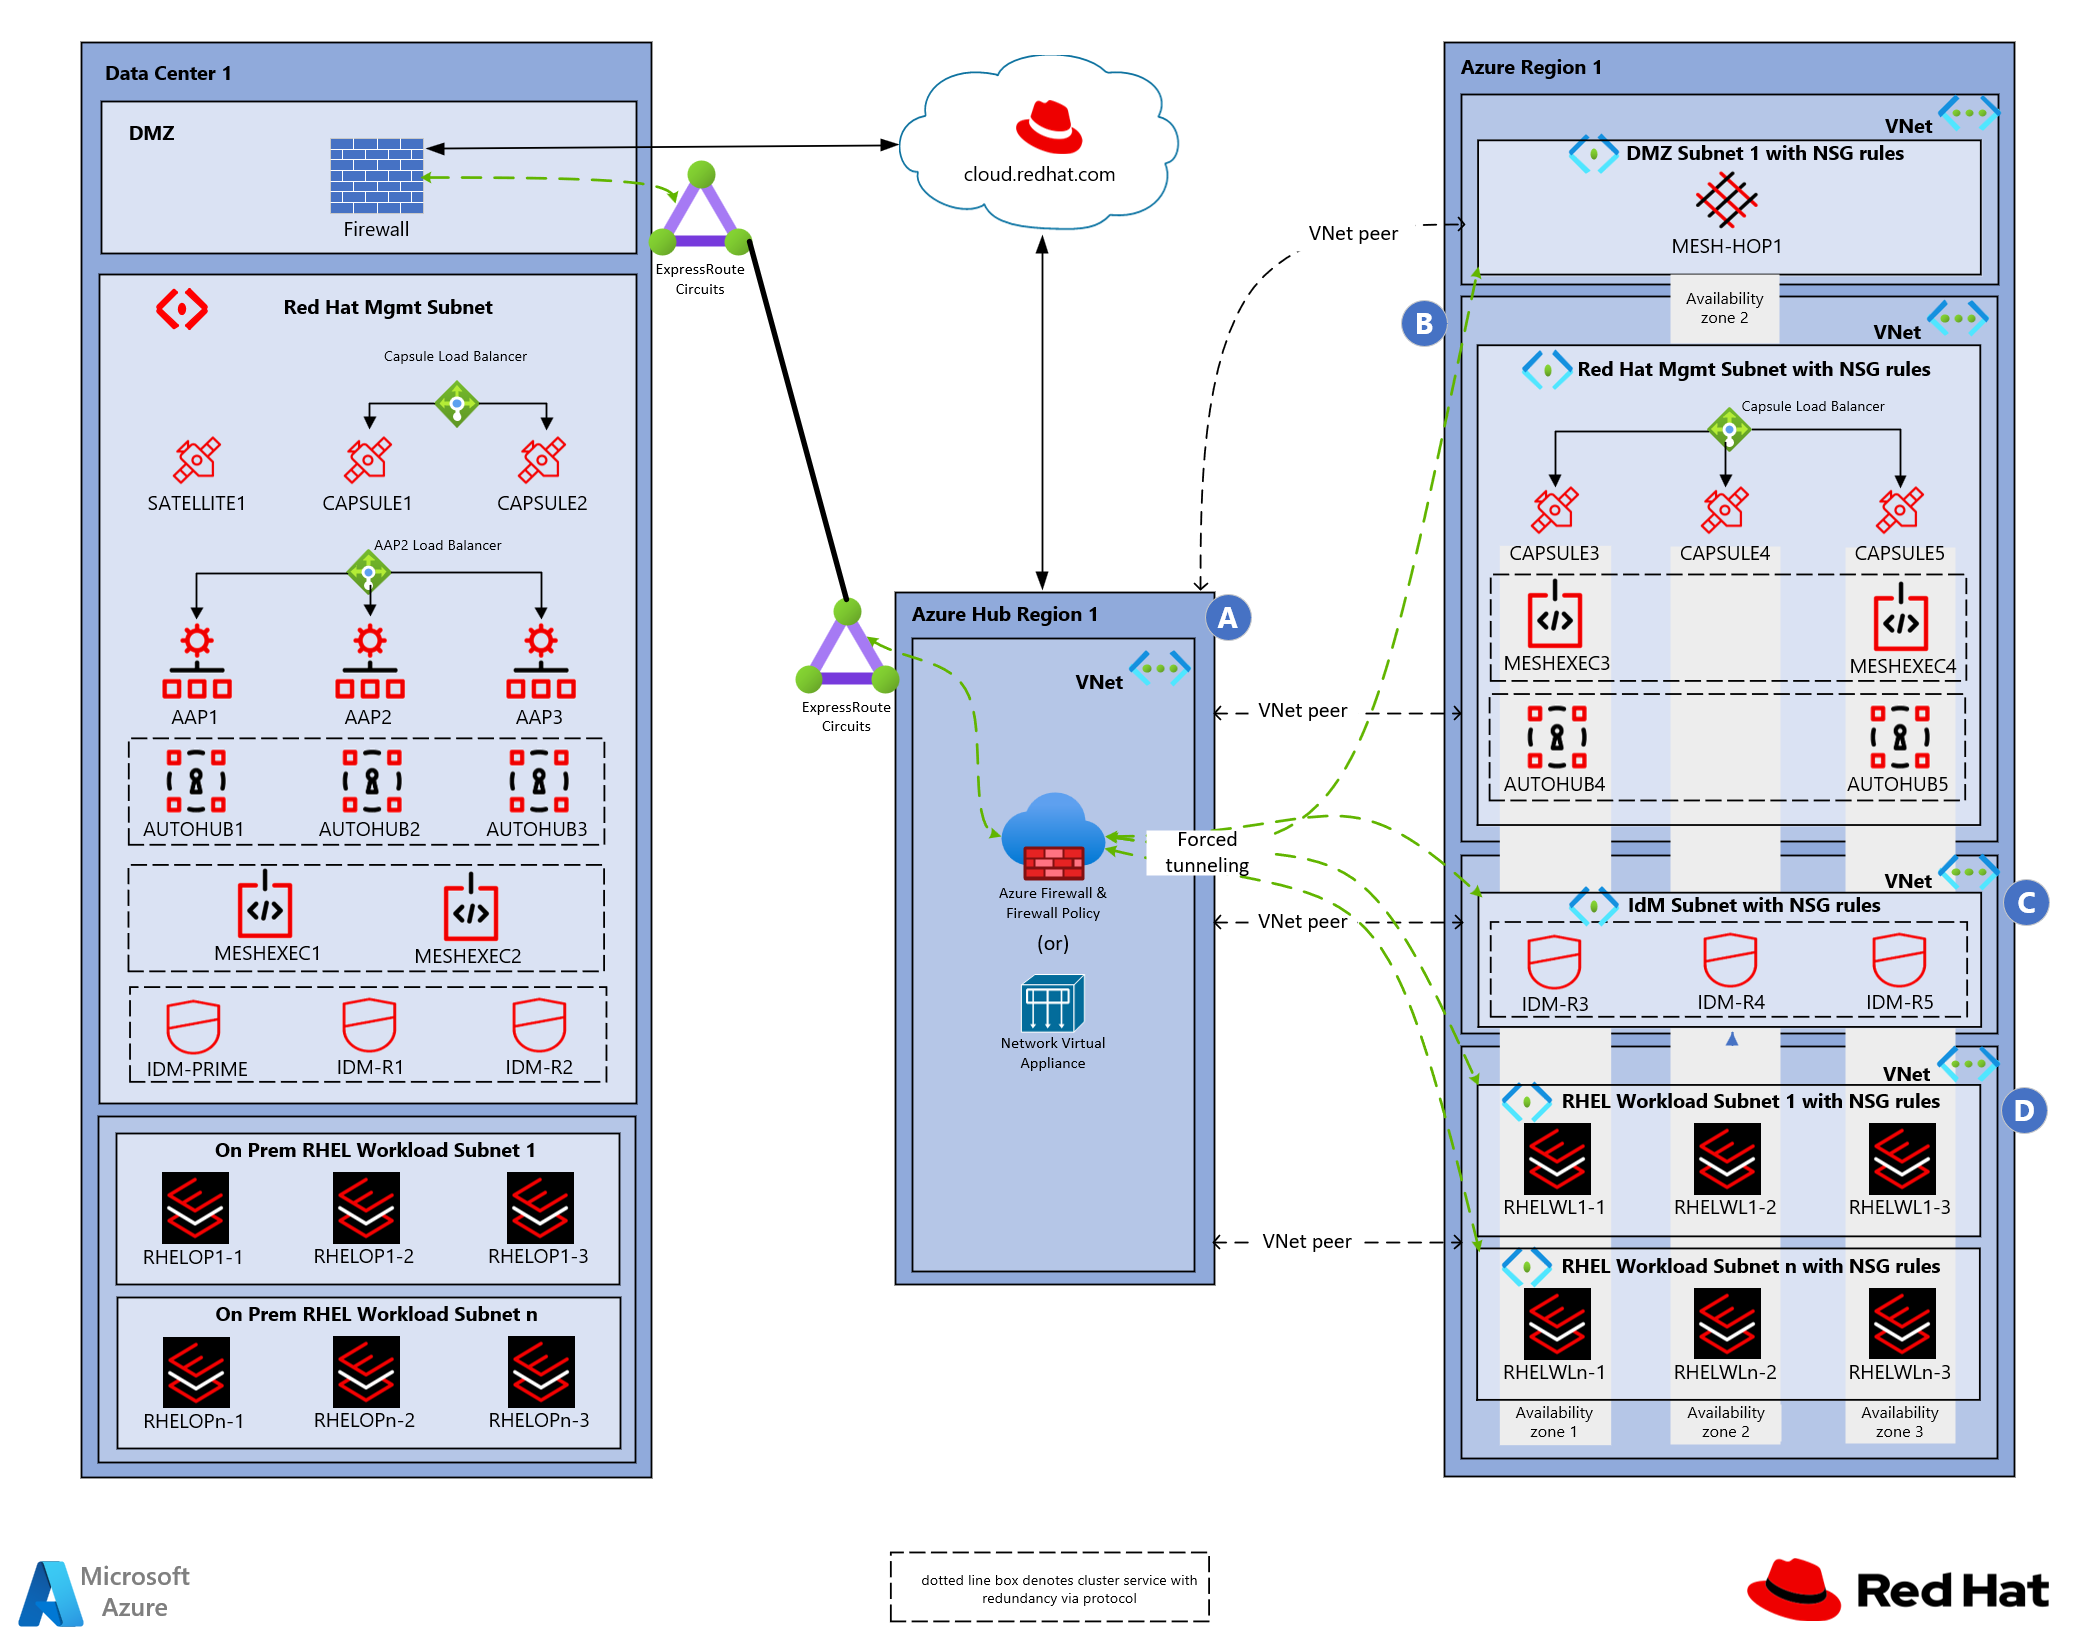 Data Center 1
DMZ
Firewall
ExpressRoute
Circuits
Red Hat Mgmt Subnet
Capsule Load Balancer
SATELLITE1
CAPSULE1
CAPSULE2
AAP2 Load Balancer
AAP1
AAP2
AAP3
AUTOHUB1
AUTOHUB2
AUTOHUB3
MESHEXEC1
MESHEXEC2
IDM-PRIME
IDM-R1
IDM-R2
On Prem RHEL Workload Subnet 1
RHELOP1-1
RHELOP1-2
RHELOP1-3
On Prem RHEL Workload Subnet n
RHELOPn-1
RHELOPn-2
RHELOPn-3
cloud.redhat.com
ExpressRoute
Circuits
Azure Hub Region 1
A
VNet
Azure Firewall &
Firewall Policy
(or)
Network Virtual
Appliance
Forced
tunneling
VNet peer
VNet peer
VNet peer
VNet peer
Azure Region 1
VNet
DMZ Subnet 1 with NSG rules
MESH-HOP1
Availability
zone 2
B
VNet
Red Hat Mgmt Subnet with NSG rules
Capsule Load Balancer
CAPSULE3
CAPSULE4
CAPSULE5
MESHEXEC3
MESHEXEC4
AUTOHUB4
AUTOHUB5
VNet
C
IdM Subnet with NSG rules
IDM-R3
IDM-R4
IDM-R5
VNet
D
RHEL Workload Subnet 1 with NSG rules
RHELWL1-1
RHELWL1-2
RHELWL1-3
RHEL Workload Subnet n with NSG rules
RHELWLn-1
RHELWLn-2
RHELWLn-3
Availability
zone 1
Availability
zone 2
Availability
zone 3
Microsoft
Azure
dotted line box denotes cluster service with
redundancy via protocol
Red Hat